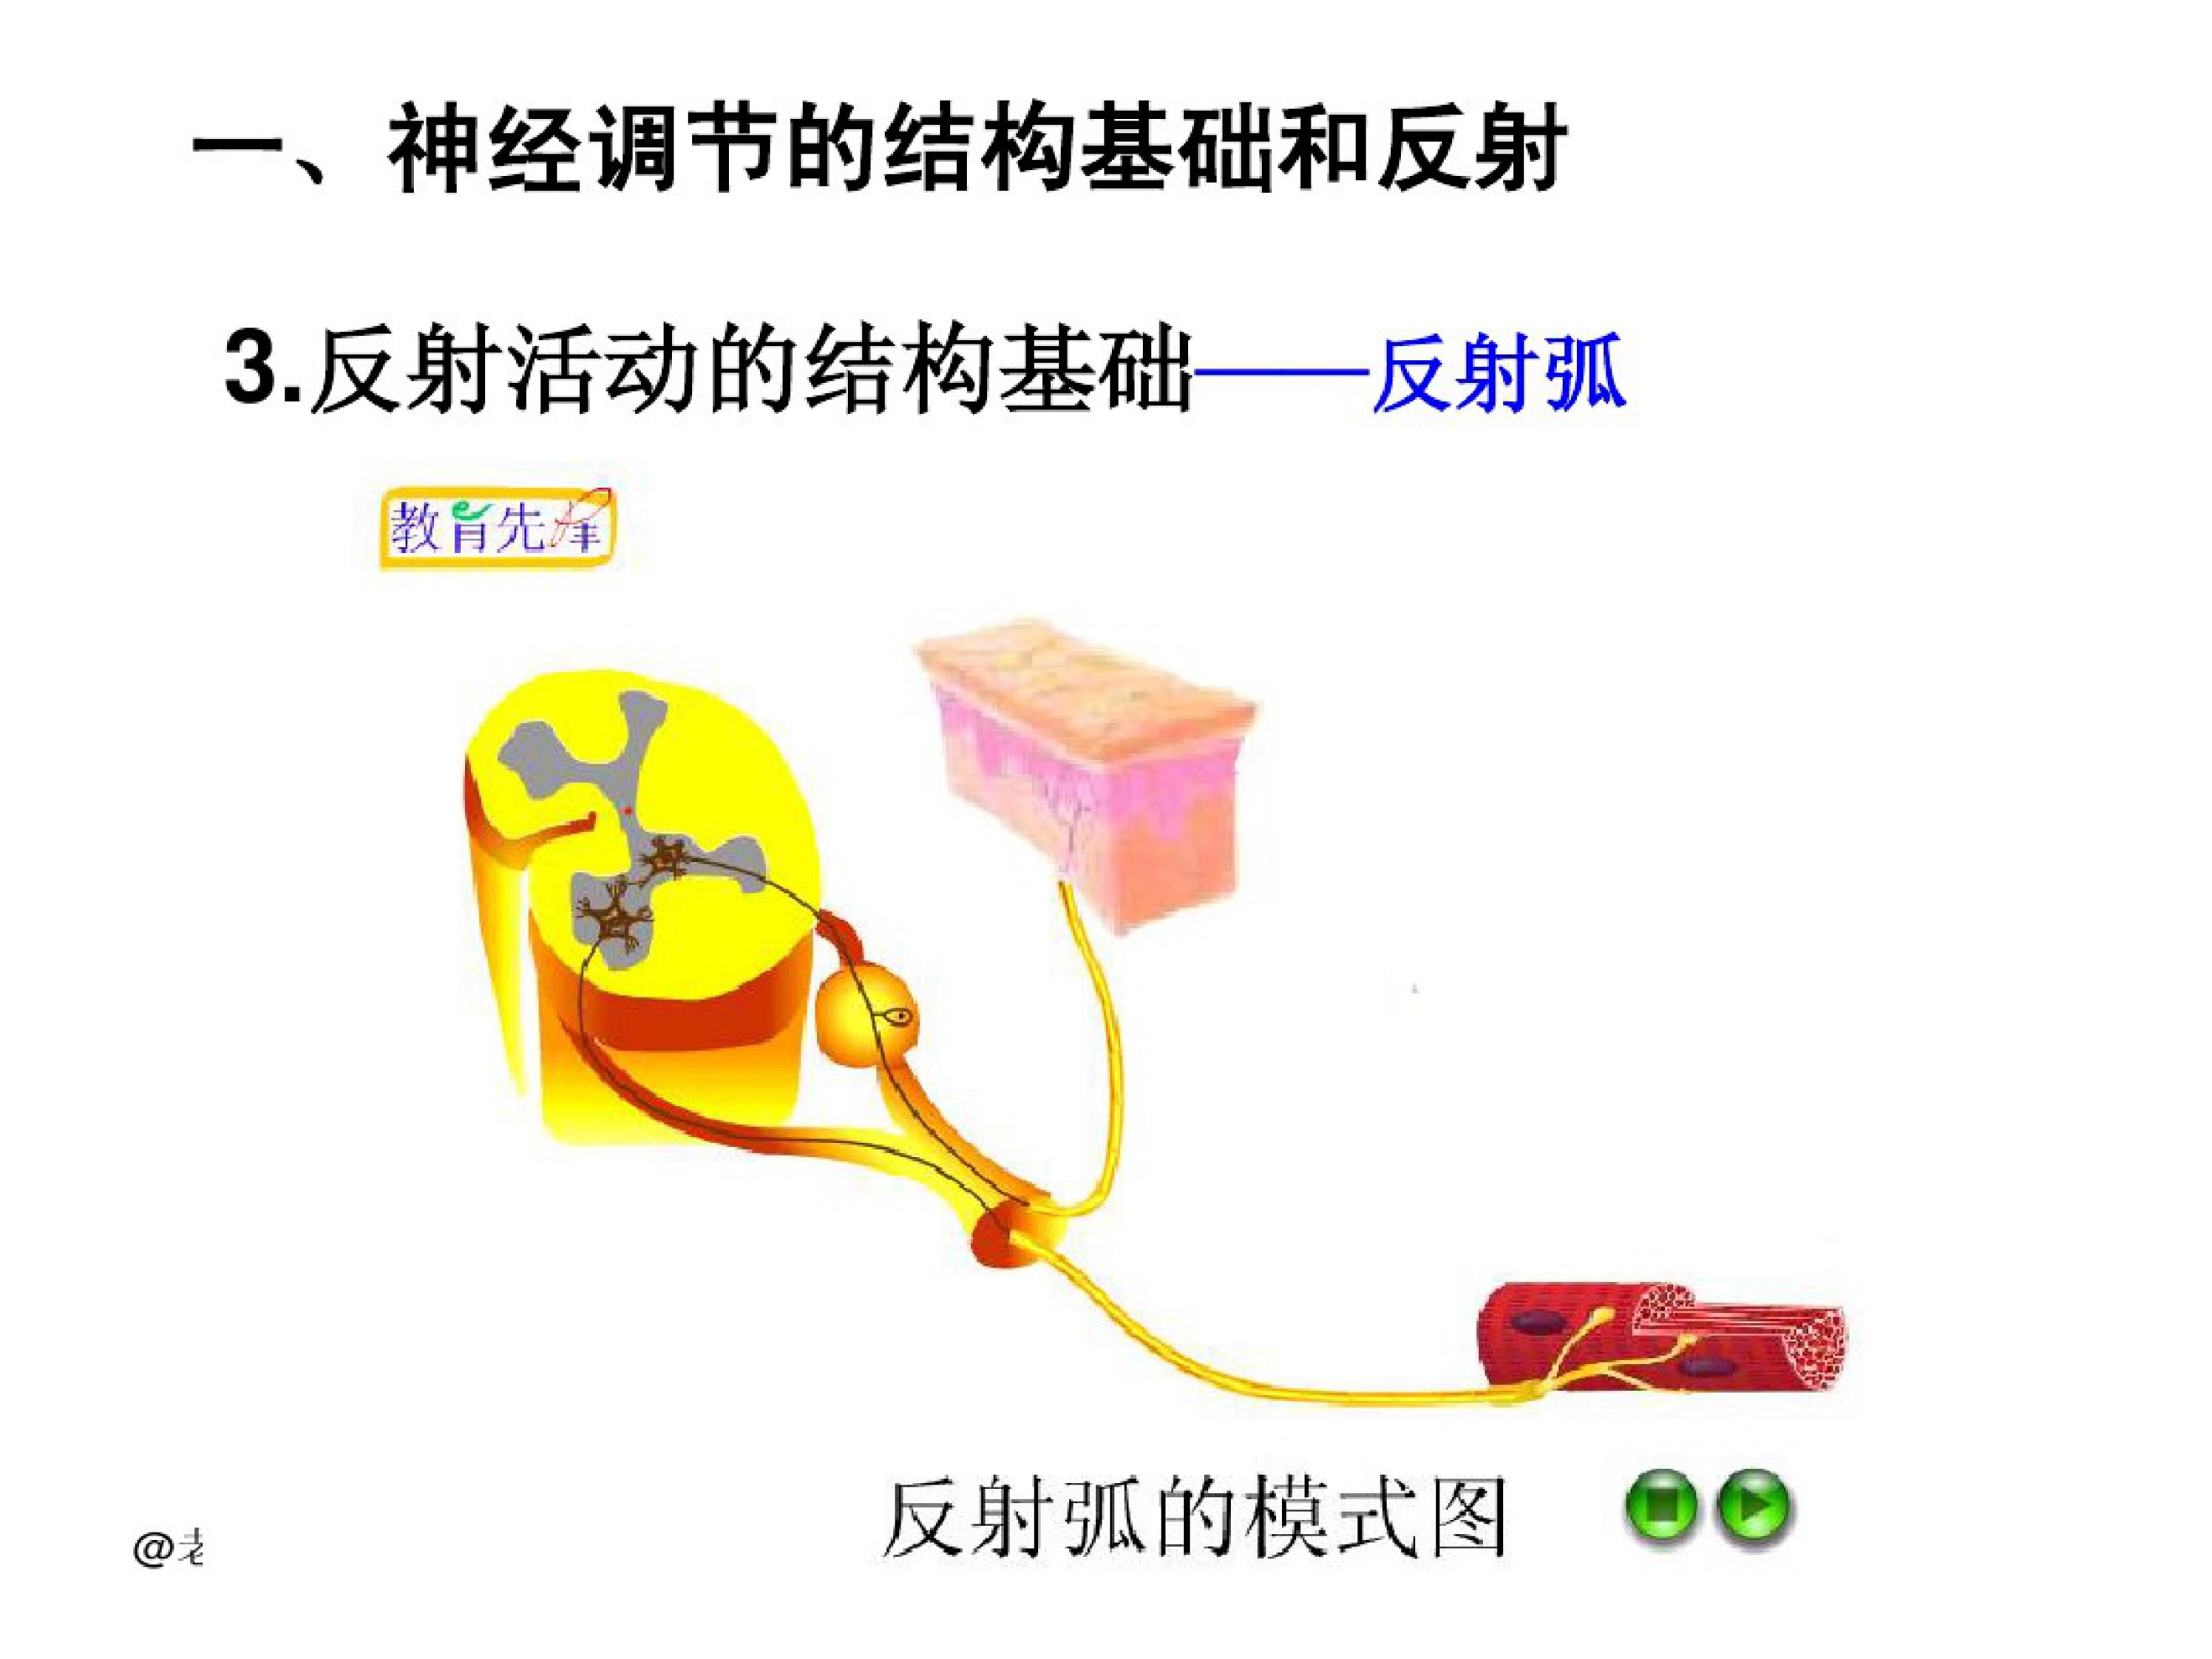 一、神经调节的结构基础和反射
3.反射活动的结构基础——反射弧
教育先锋
反射弧的模式图
@老